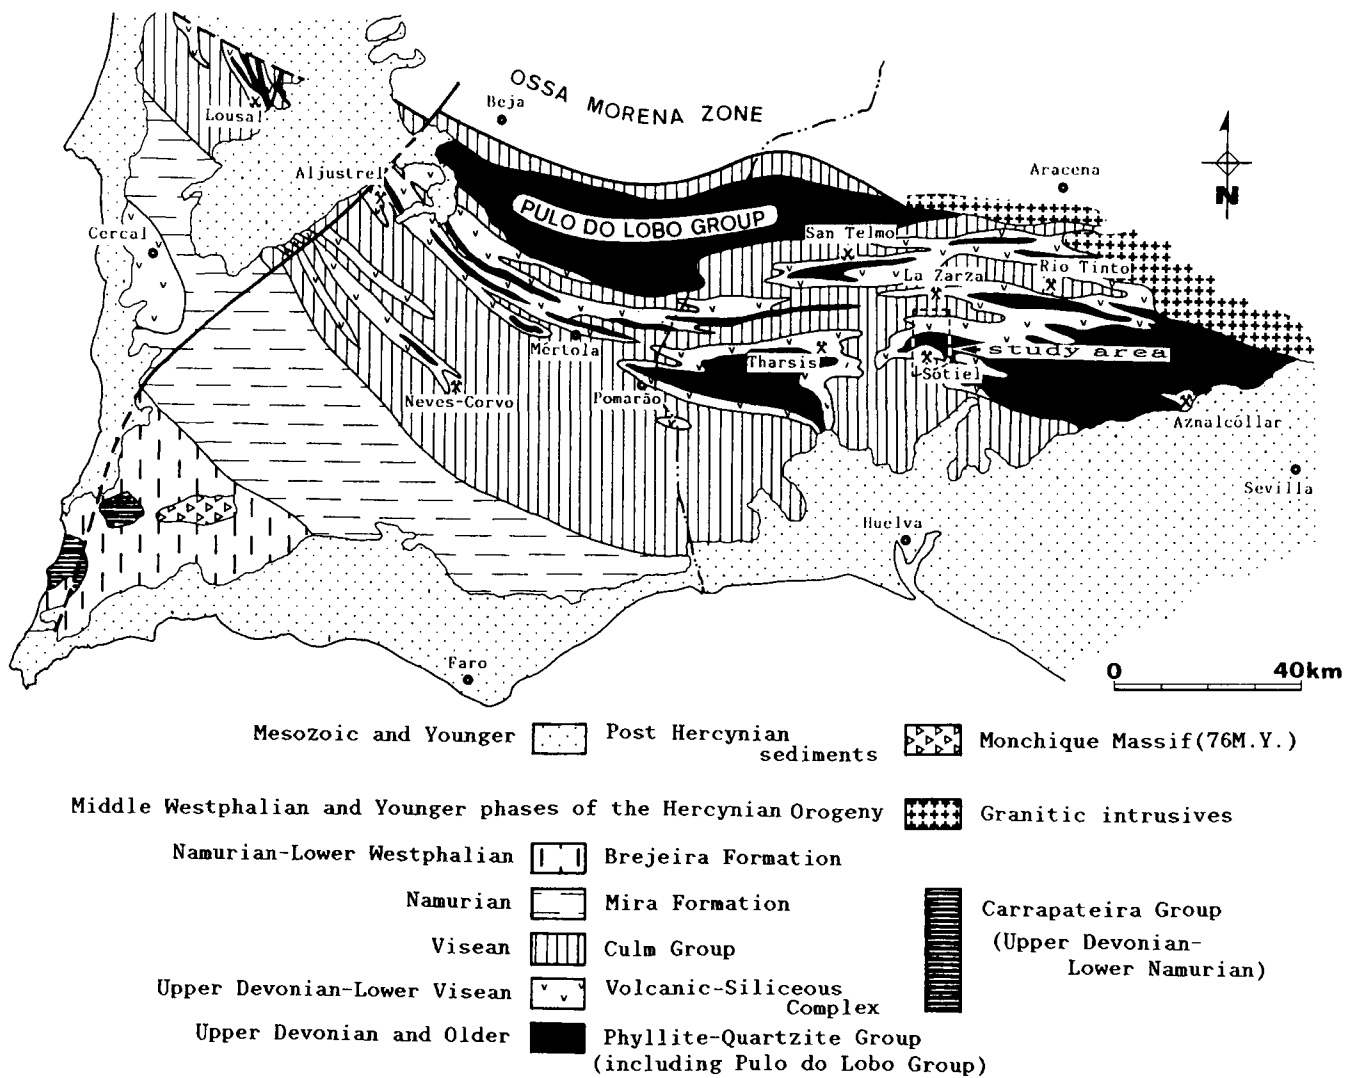 OSSA MORENA ZONE
Beja
Lousal
Aracena
Aljustrel
N
PULO DO LOBO GROUP
San Telmo
Cercal
La Zarza
Rio Tinto
Mértola
Tharsis
study area
Sotiel
Neves-Corvo
Pomarão
Aznalcóllar
Sevilla
Huelva
Faro
0 40km
Mesozoic and Younger Post Hercynian sediments Monchique Massif(76M.Y.)
Middle Westphalian and Younger phases of the Hercynian Orogeny Granitic intrusives
Namurian-Lower Westphalian Brejeira Formation
Namurian Mira Formation
Carrapateira Group
(Upper Devonian-
Lower Namurian)
Visean Culm Group
Upper Devonian-Lower Visean Volcanic-Siliceous
Complex
Upper Devonian and Older Phyllite-Quartzite Group
(including Pulo do Lobo Group)